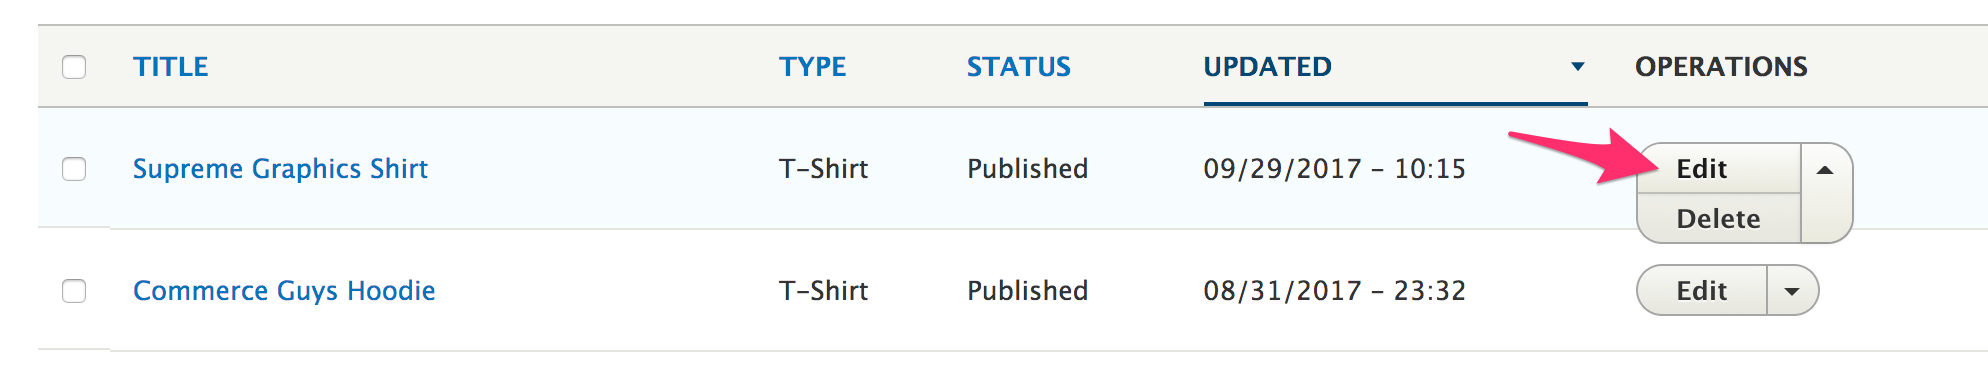 TITLE TYPE STATUS UPDATED OPERATIONS
Supreme Graphics Shirt T-Shirt Published 09/29/2017 - 10:15 Edit
Delete
Commerce Guys Hoodie T-Shirt Published 08/31/2017 - 23:32 Edit